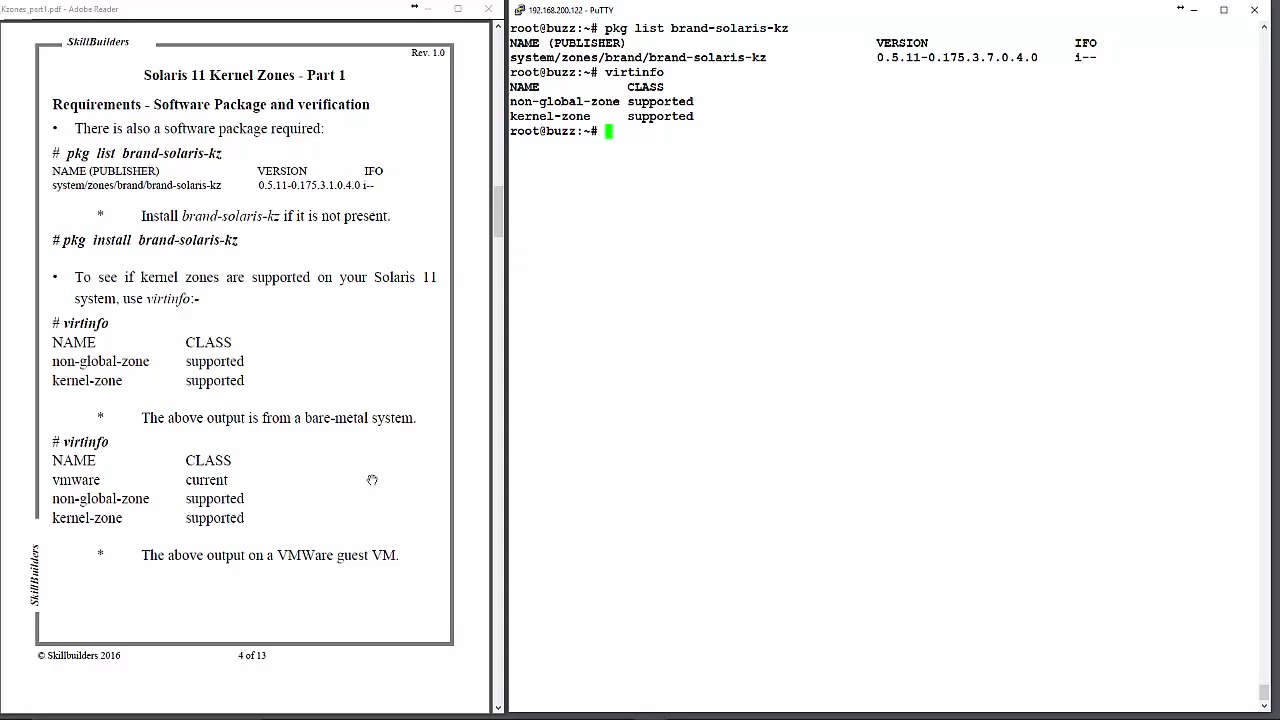 Kzones_part1.pdf - Adobe Reader
SkillBuilders
Rev. 1.0
Solaris 11 Kernel Zones - Part 1
Requirements - Software Package and verification
• There is also a software package required:
# pkg list brand-solaris-kz
NAME (PUBLISHER) VERSION IFO
system/zones/brand/brand-solaris-kz 0.5.11-0.175.3.1.0.4.0 i--
* Install brand-solaris-kz if it is not present.
# pkg install brand-solaris-kz
• To see if kernel zones are supported on your Solaris 11
system, use virtinfo:-
# virtinfo
NAME CLASS
non-global-zone supported
kernel-zone supported
* The above output is from a bare-metal system.
# virtinfo
NAME CLASS
vmware current
non-global-zone supported
kernel-zone supported
* The above output on a VMWare guest VM.
SkillBuilders
© Skillbuilders 2016 4 of 13
192.168.200.122 - PuTTY
root@buzz:~# pkg list brand-solaris-kz
NAME (PUBLISHER) VERSION IFO
system/zones/brand/brand-solaris-kz 0.5.11-0.175.3.7.0.4.0 i--
root@buzz:~# virtinfo
NAME CLASS
non-global-zone supported
kernel-zone supported
root@buzz:~#